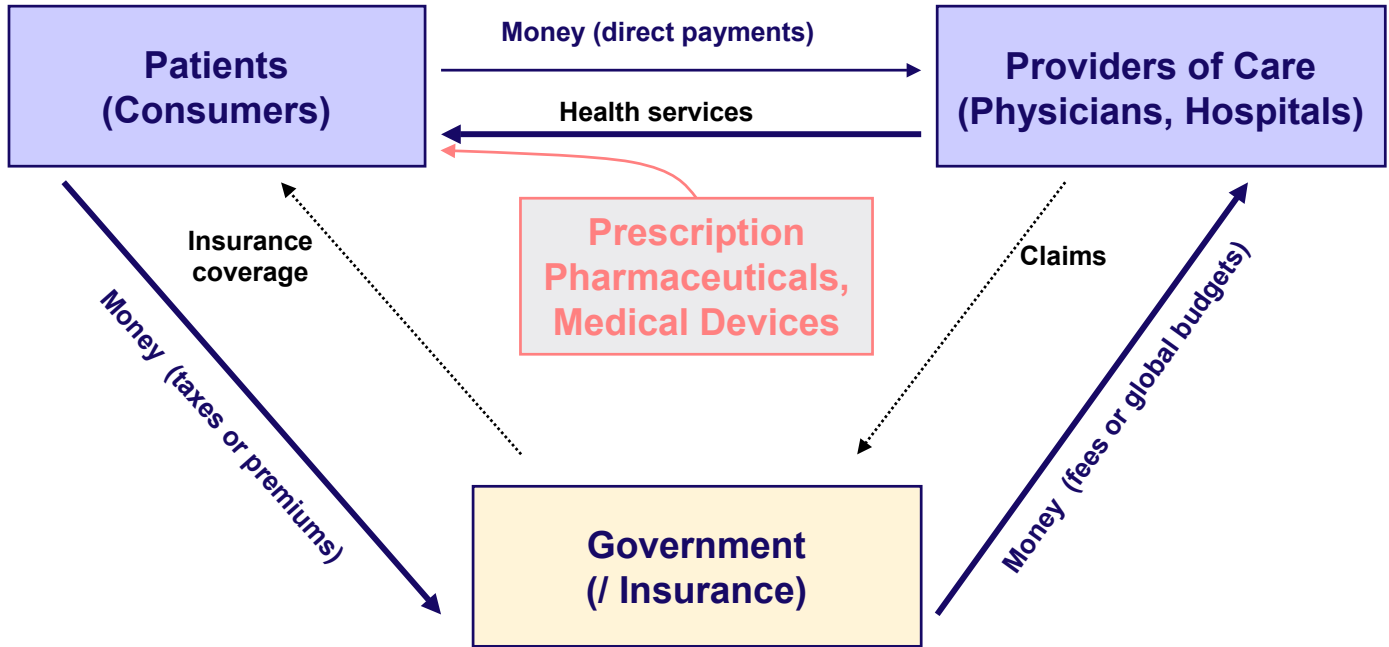 Money (direct payments)
Patients
(Consumers)
Providers of Care
(Physicians, Hospitals)
Health services
Prescription
Pharmaceuticals,
Medical Devices
Insurance
coverage
Claims
Money (taxes or premiums)
Money (fees or global budgets)
Government
(/ Insurance)